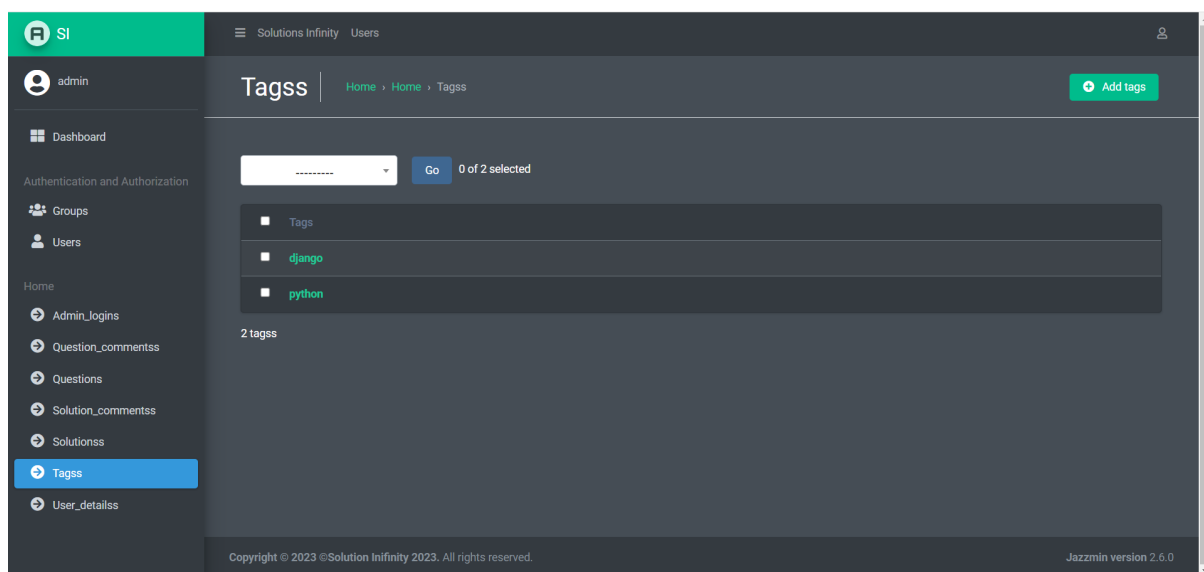 SI
Solutions Infinity Users
admin
Tagss
Home › Home › Tagss
Add tags
Dashboard
Authentication and Authorization
Groups
Users
Home
Admin_logins
Question_commentss
Questions
Solution_commentss
Solutionss
Tagss
User_detailss
---------
Go
0 of 2 selected
Tags
django
python
2 tagss
Copyright © 2023 ©Solution Inifinity 2023. All rights reserved.
Jazzmin version 2.6.0